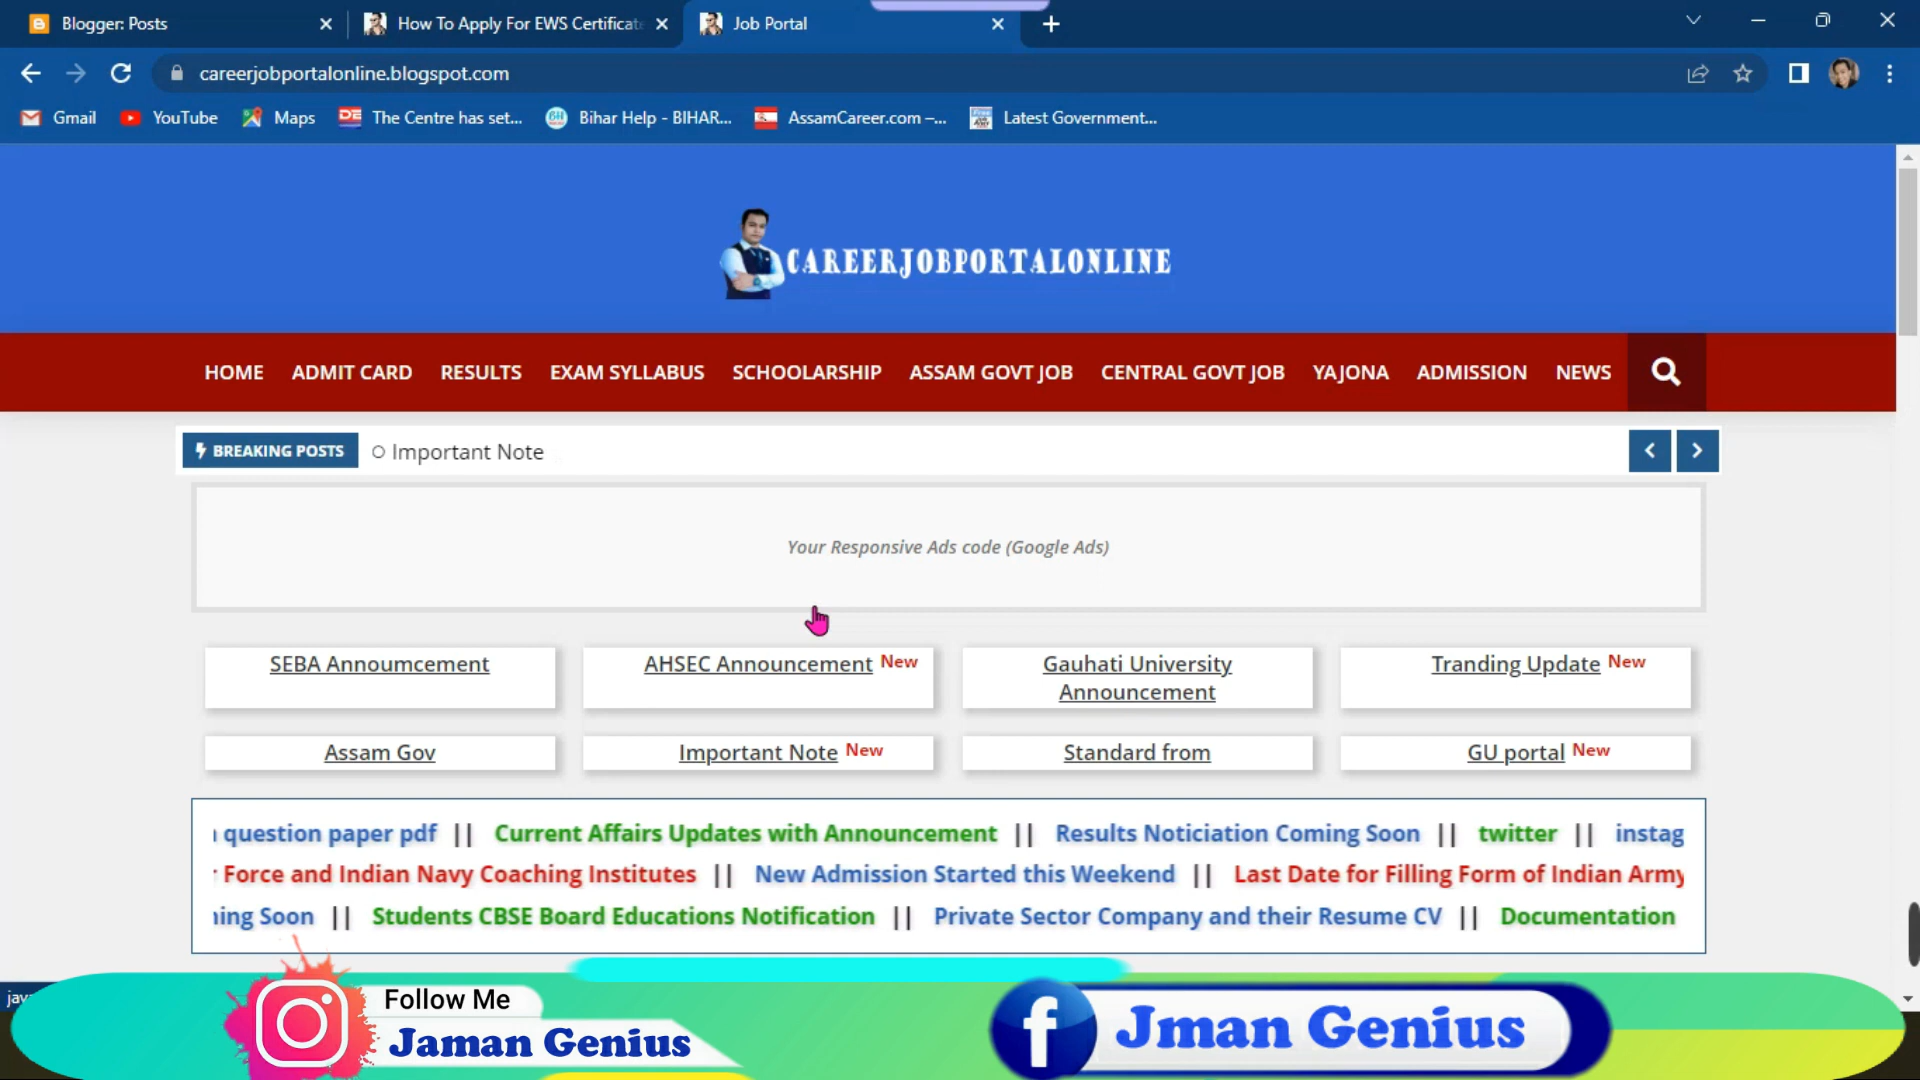 Blogger: Posts
How To Apply For EWS Certificat
Job Portal
careerjobportalonline.blogspot.com
Gmail
YouTube
Maps
The Centre has set...
Bihar Help - BIHAR...
AssamCareer.com –...
Latest Government...
CAREERJOBPORTALONLINE
HOME ADMIT CARD RESULTS EXAM SYLLABUS SCHOOLARSHIP ASSAM GOVT JOB CENTRAL GOVT JOB YAJONA ADMISSION NEWS
BREAKING POSTS Important Note
Your Responsive Ads code (Google Ads)
SEBA Announcement
AHSEC Announcement New
Gauhati University
Announcement
Tranding Update New
Assam Gov
Important Note New
Standard from
GU portal New
question paper pdf || Current Affairs Updates with Announcement || Results Noticiation Coming Soon || twitter || instag
Force and Indian Navy Coaching Institutes || New Admission Started this Weekend || Last Date for Filling Form of Indian Army
ing Soon || Students CBSE Board Educations Notification || Private Sector Company and their Resume CV || Documentation
jav
Follow Me
Jaman Genius
Jman Genius